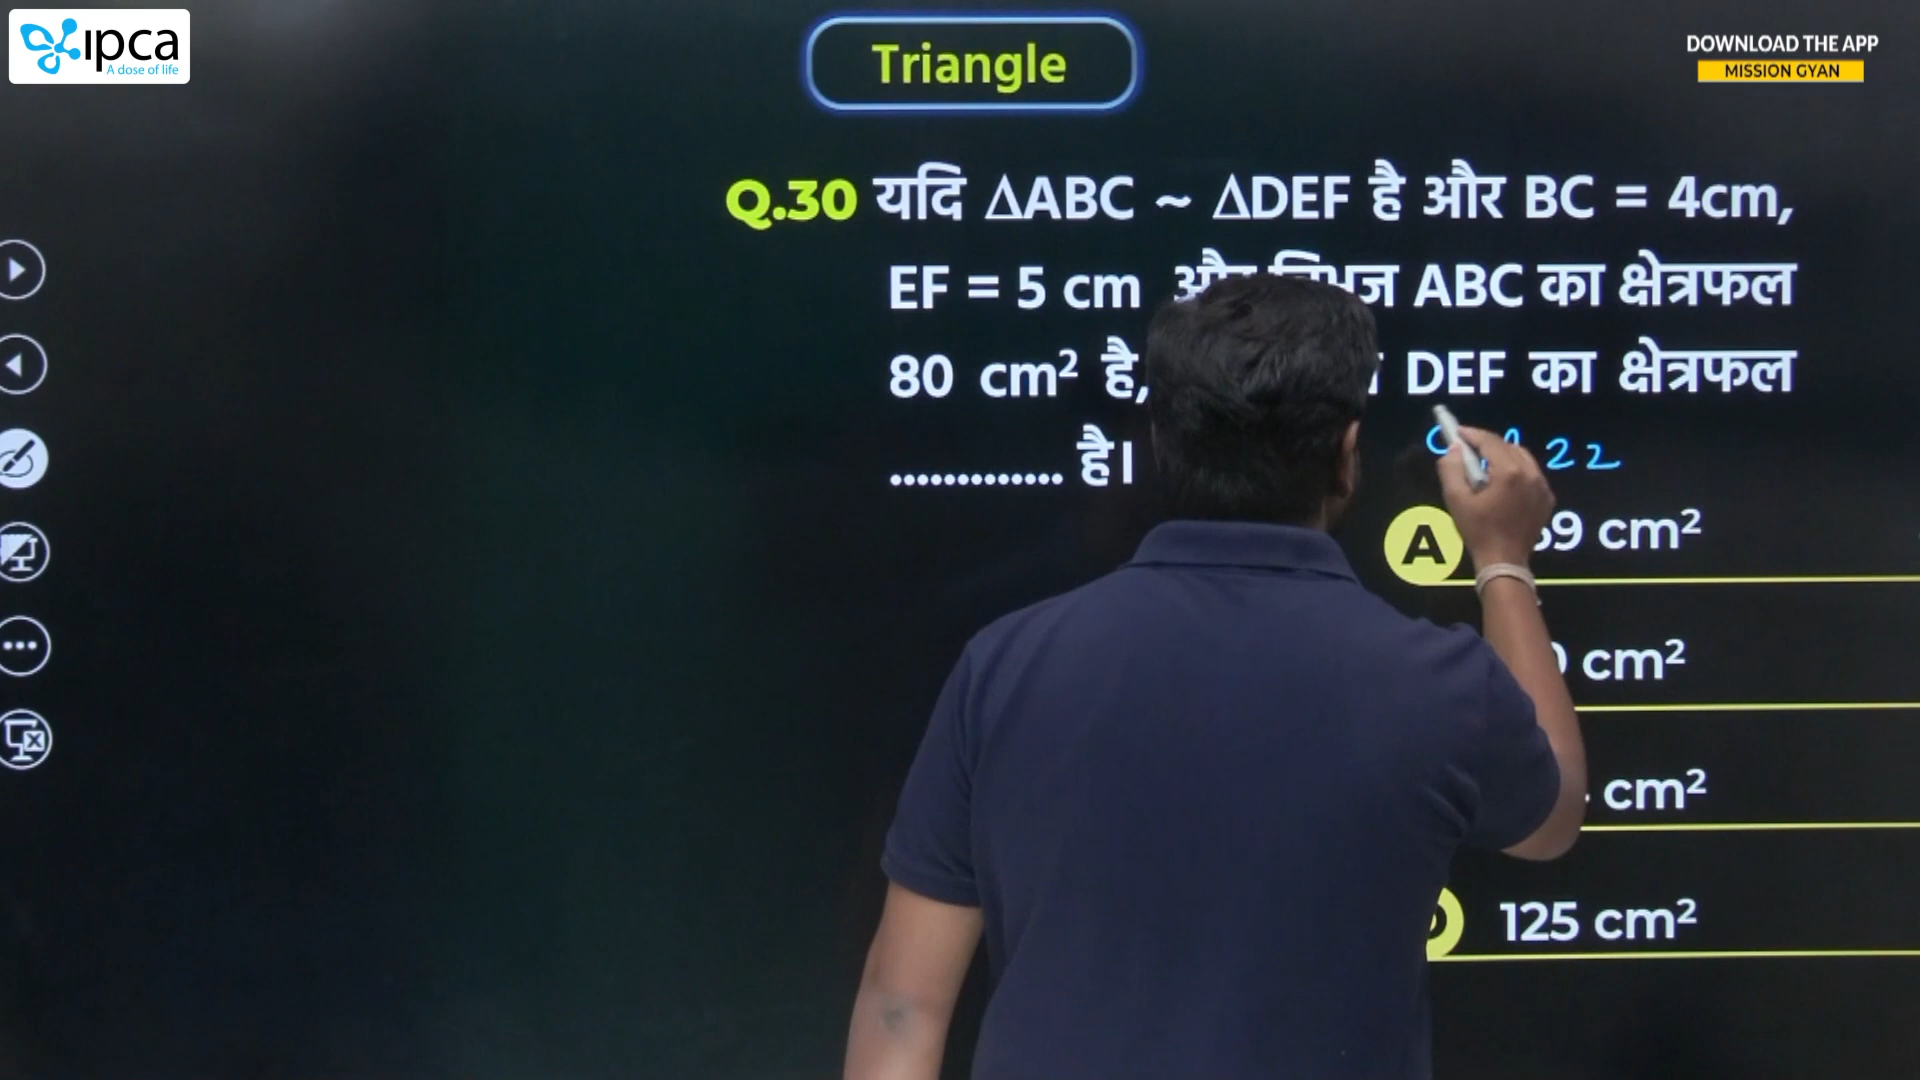 ipca
A dose of life
Triangle
DOWNLOAD THE APP
MISSION GYAN
Q.30 यदि ΔABC ~ ΔDEF है और BC = 4cm,
EF = 5 cm ABC का क्षेत्रफल
80 cm² है, DEF का क्षेत्रफल
............. है।
22
A cm²
cm²
cm²
125 cm²